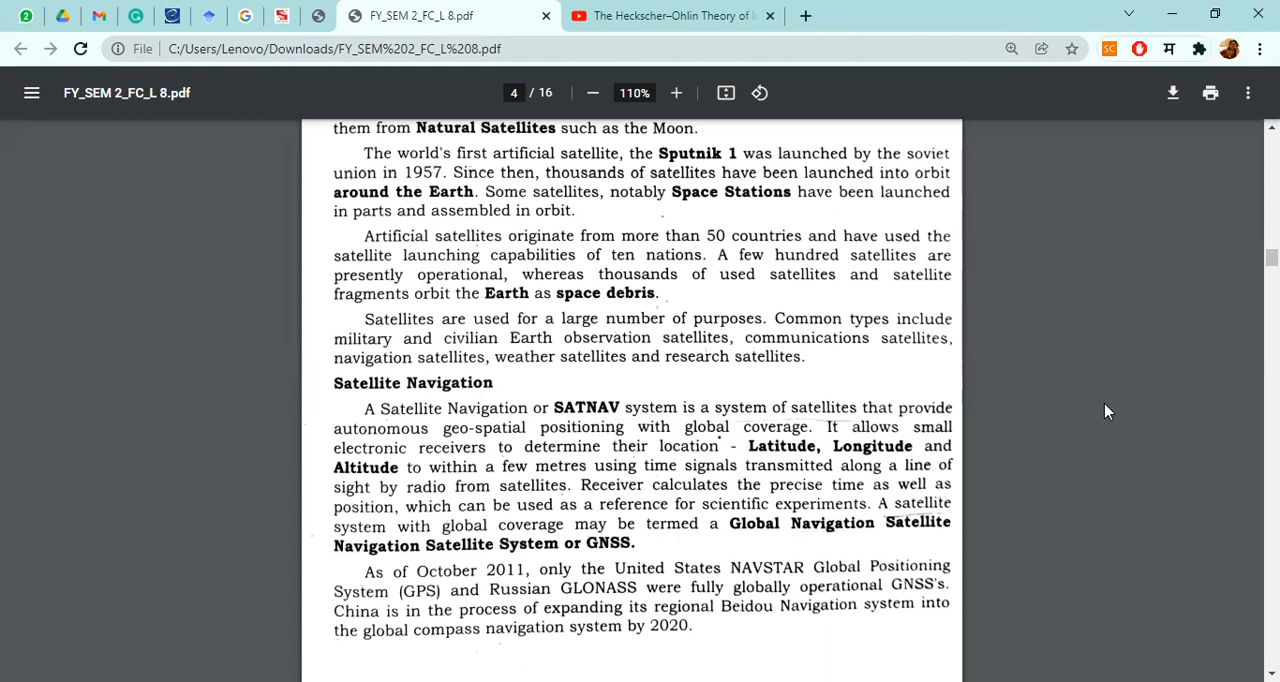 FY_SEM 2_FC_L 8.pdf
The Heckscher–Ohlin Theory of I
File
C:/Users/Lenovo/Downloads/FY_SEM%202_FC_L%208.pdf
SC
म
FY_SEM 2_FC_L 8.pdf
4 / 16
110%
them from Natural Satellites such as the Moon.
The world's first artificial satellite, the Sputnik 1 was launched by the soviet
union in 1957. Since then, thousands of satellites have been launched into orbit
around the Earth. Some satellites, notably Space Stations have been launched
in parts and assembled in orbit.
Artificial satellites originate from more than 50 countries and have used the
satellite launching capabilities of ten nations. A few hundred satellites are
presently operational, whereas thousands of used satellites and satellite
fragments orbit the Earth as space debris.
Satellites are used for a large number of purposes. Common types include
military and civilian Earth observation satellites, communications satellites,
navigation satellites, weather satellites and research satellites.
Satellite Navigation
A Satellite Navigation or SATNAV system is a system of satellites that provide
autonomous geo-spatial positioning with global coverage. It allows small
electronic receivers to determine their location - Latitude, Longitude and
Altitude to within a few metres using time signals transmitted along a line of
sight by radio from satellites. Receiver calculates the precise time as well as
position, which can be used as a reference for scientific experiments. A satellite
system with global coverage may be termed a Global Navigation Satellite
Navigation Satellite System or GNSS.
As of October 2011, only the United States NAVSTAR Global Positioning
System (GPS) and Russian GLONASS were fully globally operational GNSS's.
China is in the process of expanding its regional Beidou Navigation system into
the global compass navigation system by 2020.